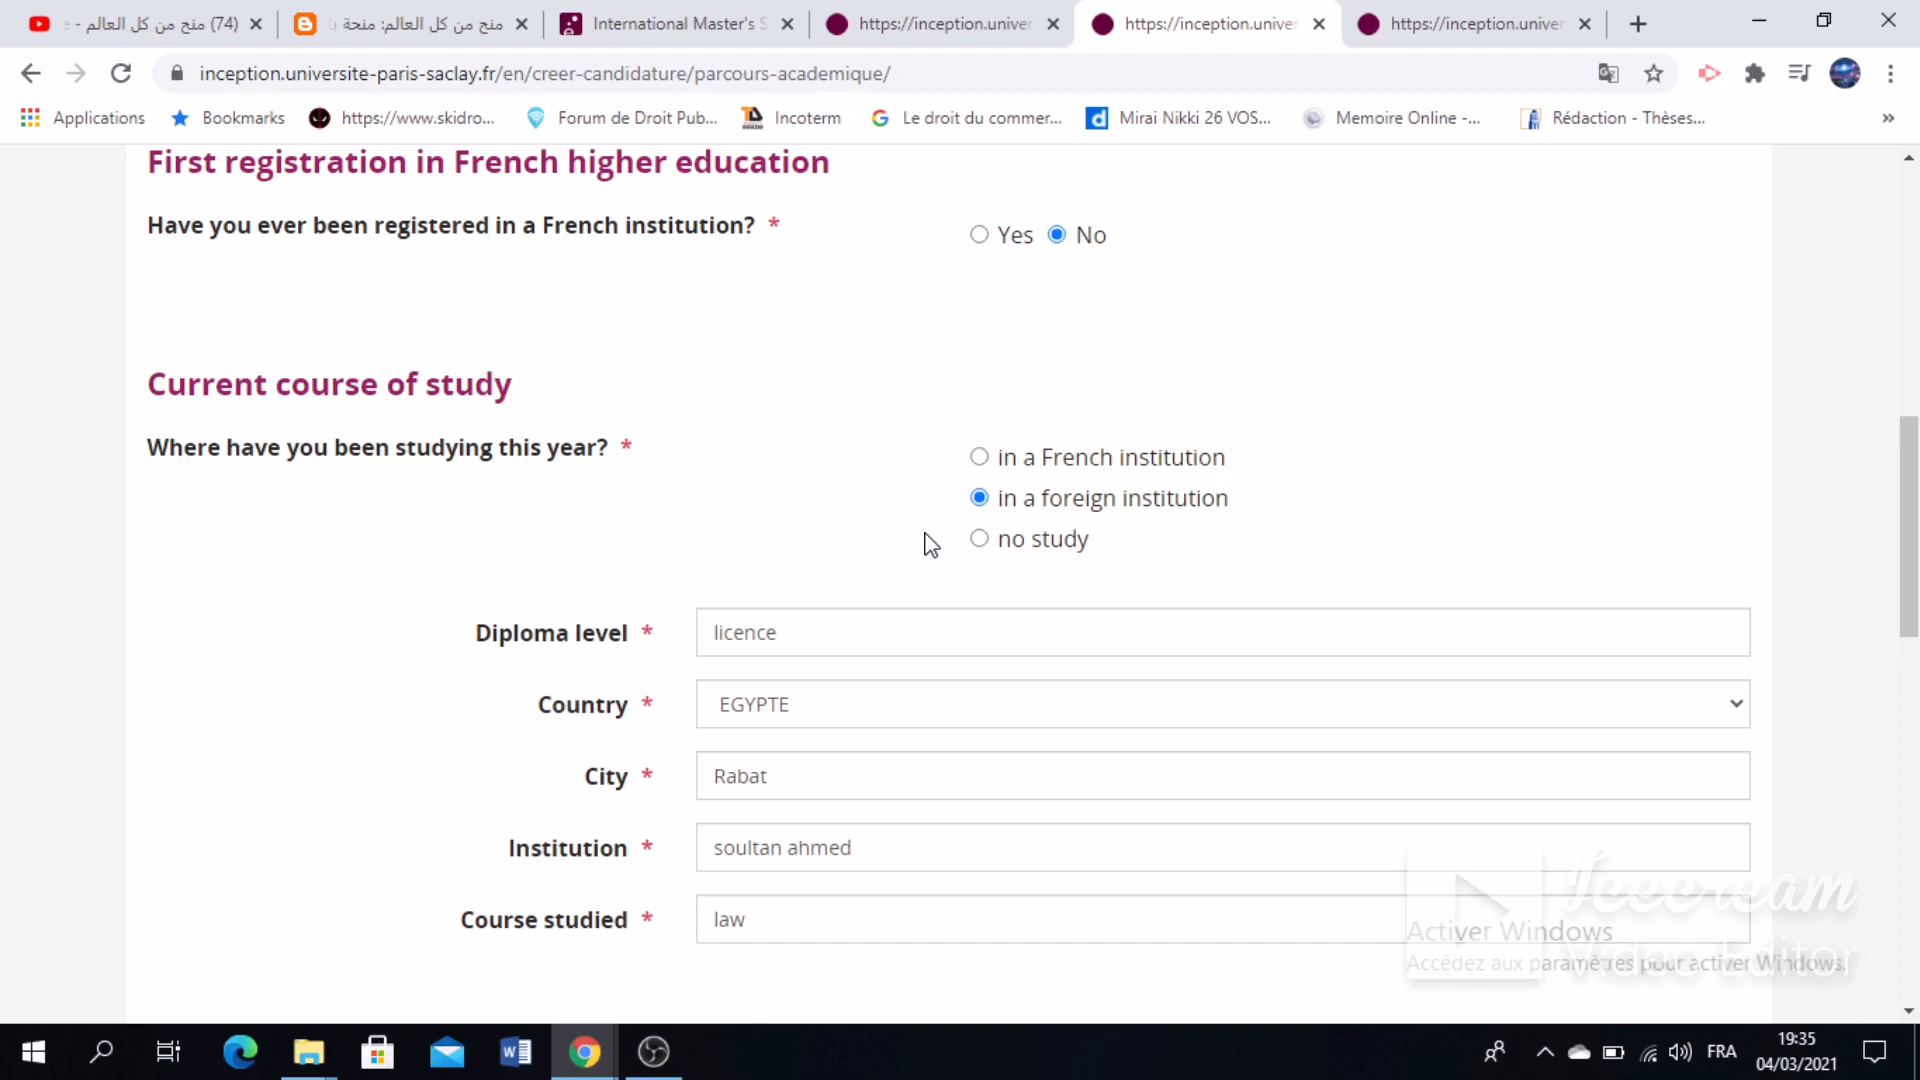 (74) منح من كل العالم -
منح من كل العالم: منحة
International Master's S
https://inception.univer
https://inception.univer
https://inception.univer
inception.universite-paris-saclay.fr/en/creer-candidature/parcours-academique/
Applications
Bookmarks
https://www.skidro...
Forum de Droit Pub...
Incoterm
Le droit du commer...
Mirai Nikki 26 VOS...
Memoire Online -...
Rédaction - Thèses...
»
First registration in French higher education
Have you ever been registered in a French institution? *
Yes No
Current course of study
Where have you been studying this year? *
in a French institution
in a foreign institution
no study
Diploma level * licence
Country * EGYPTE
City * Rabat
Institution * soultan ahmed
Course studied * law
Icecream
Video Editor
Activer Windows
Accédez aux paramètres pour activer Windows.
FRA
19:35
04/03/2021